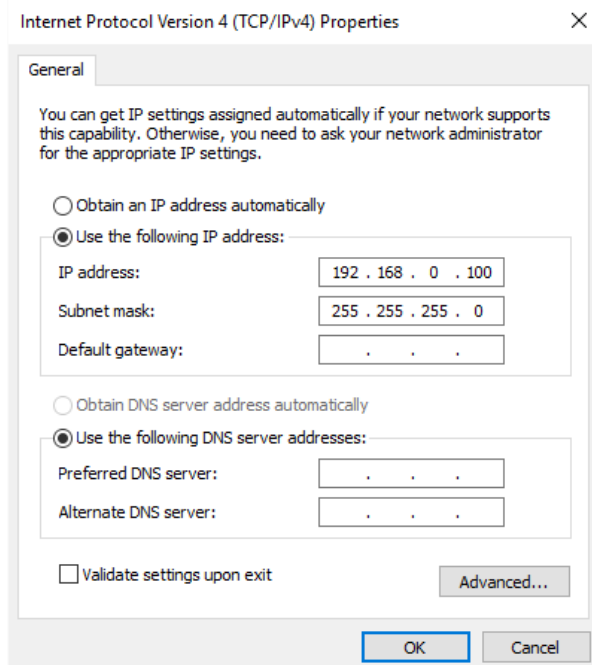 Internet Protocol Version 4 (TCP/IPv4) Properties
General
You can get IP settings assigned automatically if your network supports
this capability. Otherwise, you need to ask your network administrator
for the appropriate IP settings.
Obtain an IP address automatically
Use the following IP address:
IP address: 192 . 168 . 0 . 100
Subnet mask: 255 . 255 . 255 . 0
Default gateway: . . .
Obtain DNS server address automatically
Use the following DNS server addresses:
Preferred DNS server: . . .
Alternate DNS server: . . .
Validate settings upon exit
Advanced...
OK Cancel